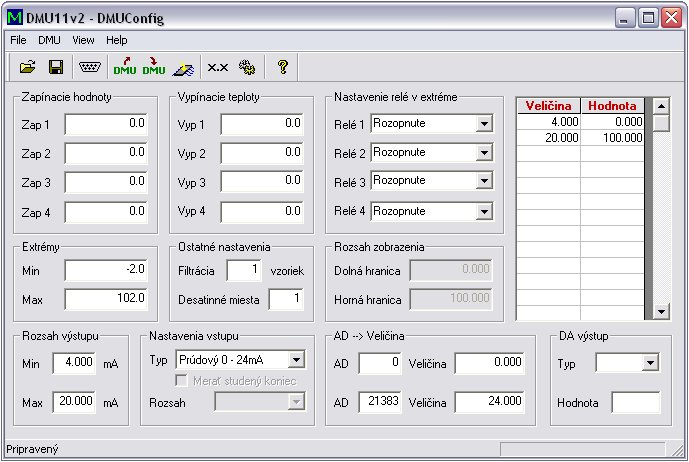 DMU11v2 - DMUConfig
File DMU View Help
DMU DMU x.x ?
Zapínacie hodnoty
Zap 1 0.0
Zap 2 0.0
Zap 3 0.0
Zap 4 0.0
Vypínacie teploty
Vyp 1 0.0
Vyp 2 0.0
Vyp 3 0.0
Vyp 4 0.0
Nastavenie relé v extréme
Relé 1 Rozopnute
Relé 2 Rozopnute
Relé 3 Rozopnute
Relé 4 Rozopnute
Veličina Hodnota
4.000 0.000
20.000 100.000
Extrémy
Min -2.0
Max 102.0
Ostatné nastavenia
Filtrácia 1 vzoriek
Desatinné miesta 1
Rozsah zobrazenia
Dolná hranica 0.000
Horná hranica 100.000
Rozsah výstupu
Min 4.000 mA
Max 20.000 mA
Nastavenia vstupu
Typ Prúdový 0 - 24mA
Merať studený koniec
Rozsah
AD --> Veličina
AD 0 Veličina 0.000
AD 21383 Veličina 24.000
DA výstup
Typ
Hodnota
Pripravený